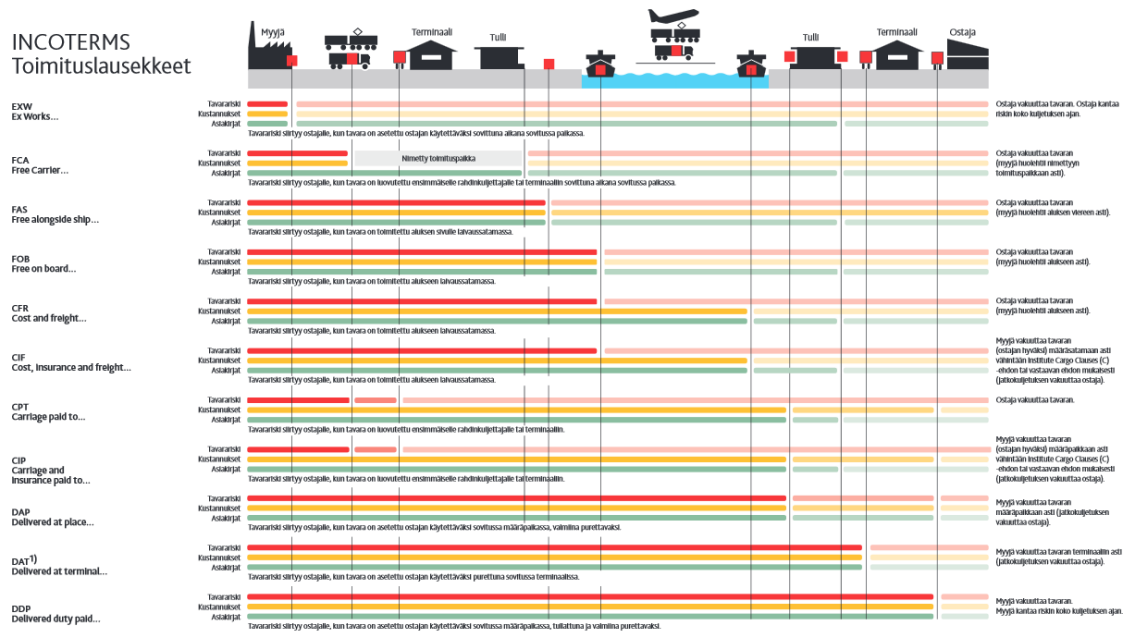 INCOTERMS
Toimituslausekkeet
Myyjä
Terminaali
Tulli
Tulli
Terminaali
Ostaja
EXW
Ex Works...
Tavarariski
Kustannukset
Asiakirjat
Tavarariski siirtyy ostajalle, kun tavara on asetettu ostajan käytettäväksi sovittuna aikana sovitussa paikassa.
Ostaja vakuuttaa tavaran. Ostaja kantaa
riskin koko kuljetuksen ajan.
FCA
Free Carrier...
Tavarariski
Kustannukset
Asiakirjat
Nimetty toimituspaikka
Tavarariski siirtyy ostajalle, kun tavara on luovutettu ensimmäiselle rahdinkuljettajalle tai terminaaliin sovittuna aikana sovitussa paikassa.
Ostaja vakuuttaa tavaran
(myyjä huolehtii nimettyyn
toimituspaikkaan asti).
FAS
Free alongside ship...
Tavarariski
Kustannukset
Asiakirjat
Tavarariski siirtyy ostajalle, kun tavara on toimitettu aluksen sivulle laivaussatamassa.
Ostaja vakuuttaa tavaran
(myyjä huolehtii aluksen viereen asti).
FOB
Free on board...
Tavarariski
Kustannukset
Asiakirjat
Tavarariski siirtyy ostajalle, kun tavara on toimitettu alukseen laivaussatamassa.
Ostaja vakuuttaa tavaran
(myyjä huolehtii alukseen asti).
CFR
Cost and freight...
Tavarariski
Kustannukset
Asiakirjat
Tavarariski siirtyy ostajalle, kun tavara on toimitettu alukseen laivaussatamassa.
Ostaja vakuuttaa tavaran
(myyjä huolehtii alukseen asti).
CIF
Cost, insurance and freight...
Tavarariski
Kustannukset
Asiakirjat
Tavarariski siirtyy ostajalle, kun tavara on toimitettu alukseen laivaussatamassa.
Myyjä vakuuttaa tavaran
(ostajan hyväksi) määräsatamaan asti
vähintään Institute Cargo Clauses (C)
-ehdon tai vastaavan ehdon mukaisesti
(jatkokuljetuksen vakuuttaa ostaja).
CPT
Carriage paid to...
Tavarariski
Kustannukset
Asiakirjat
Tavarariski siirtyy ostajalle, kun tavara on luovutettu ensimmäiselle rahdinkuljettajalle tai terminaaliin.
Ostaja vakuuttaa tavaran.
CIP
Carriage and
Insurance paid to...
Tavarariski
Kustannukset
Asiakirjat
Tavarariski siirtyy ostajalle, kun tavara on luovutettu ensimmäiselle rahdinkuljettajalle tai terminaaliin.
Myyjä vakuuttaa tavaran
(ostajan hyväksi) määräpaikkaan asti
vähintään Institute Cargo Clauses (C)
-ehdon tai vastaavan ehdon mukaisesti
(jatkokuljetuksen vakuuttaa ostaja).
DAP
Delivered at place...
Tavarariski
Kustannukset
Asiakirjat
Tavarariski siirtyy ostajalle, kun tavara on asetettu ostajan käytettäväksi sovitussa määräpaikassa, valmiina purettavaksi.
Myyjä vakuuttaa tavaran
määräpaikkaan asti (jatkokuljetuksen
vakuuttaa ostaja).
DAT1)
Delivered at terminal...
Tavarariski
Kustannukset
Asiakirjat
Tavarariski siirtyy ostajalle, kun tavara on asetettu ostajan käytettäväksi purettuna sovitussa terminaalissa.
Myyjä vakuuttaa tavaran terminaaliin asti
(jatkokuljetuksen vakuuttaa ostaja).
DDP
Delivered duty paid...
Tavarariski
Kustannukset
Asiakirjat
Tavarariski siirtyy ostajalle, kun tavara on asetettu ostajan käytettäväksi sovitussa määräpaikassa, tullattuna ja valmiina purettavaksi.
Myyjä vakuuttaa tavaran.
Myyjä kantaa riskin koko kuljetuksen ajan.